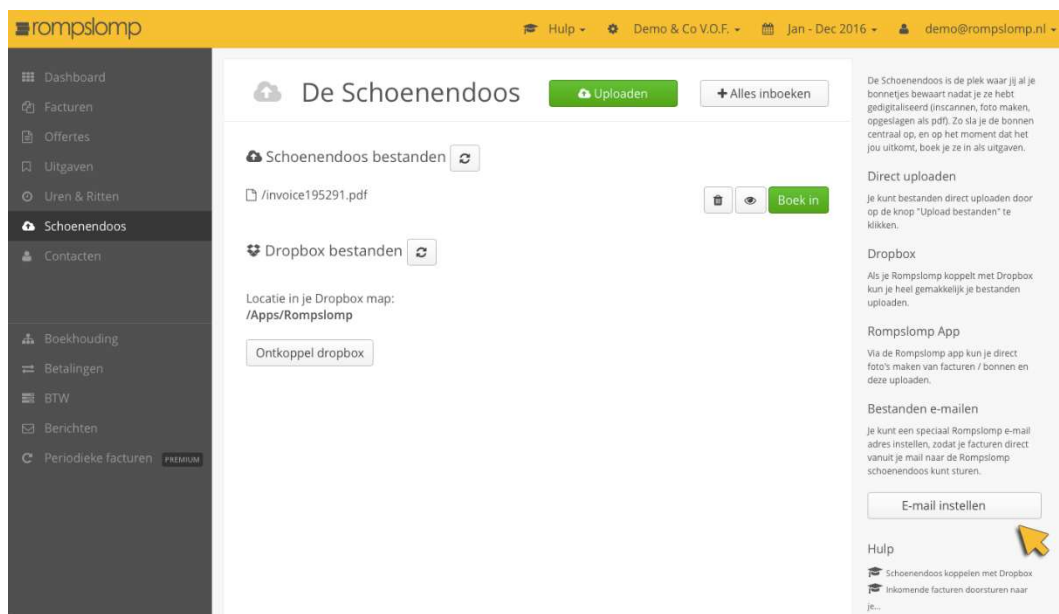 rompslomp
Hulp
Demo & Co V.O.F.
Jan - Dec 2016
demo@rompslomp.nl
Dashboard
Facturen
Offertes
Uitgaven
Uren & Ritten
Schoenendoos
Contacten
Boekhouding
Betalingen
BTW
Berichten
Periodieke facturen PREMIUM
De Schoenendoos
Uploaden
+ Alles inboeken
Schoenendoos bestanden
/invoice195291.pdf
Boek in
Dropbox bestanden
Locatie in je Dropbox map:
/Apps/Rompslomp
Ontkoppel dropbox
De Schoenendoos is de plek waar jij al je
bonnetjes bewaart nadat je ze hebt
gedigitaliseerd (inscannen, foto maken,
opgeslagen als pdf). Zo sla je de bonnen
centraal op, en op het moment dat het
jou uitkomt, boek je ze in als uitgaven.
Direct uploaden
Je kunt bestanden direct uploaden door
op de knop "Upload bestanden" te
klikken.
Dropbox
Als je Rompslomp koppelt met Dropbox
kun je heel gemakkelijk je bestanden
uploaden.
Rompslomp App
Via de Rompslomp app kun je direct
foto's maken van facturen / bonnen en
deze uploaden.
Bestanden e-mailen
Je kunt een speciaal Rompslomp e-mail
adres instellen, zodat je facturen direct
vanuit je mail naar de Rompslomp
schoenendoos kunt sturen.
E-mail instellen
Hulp
Schoenendoos koppelen met Dropbox
Inkomende facturen doorsturen naar
je...